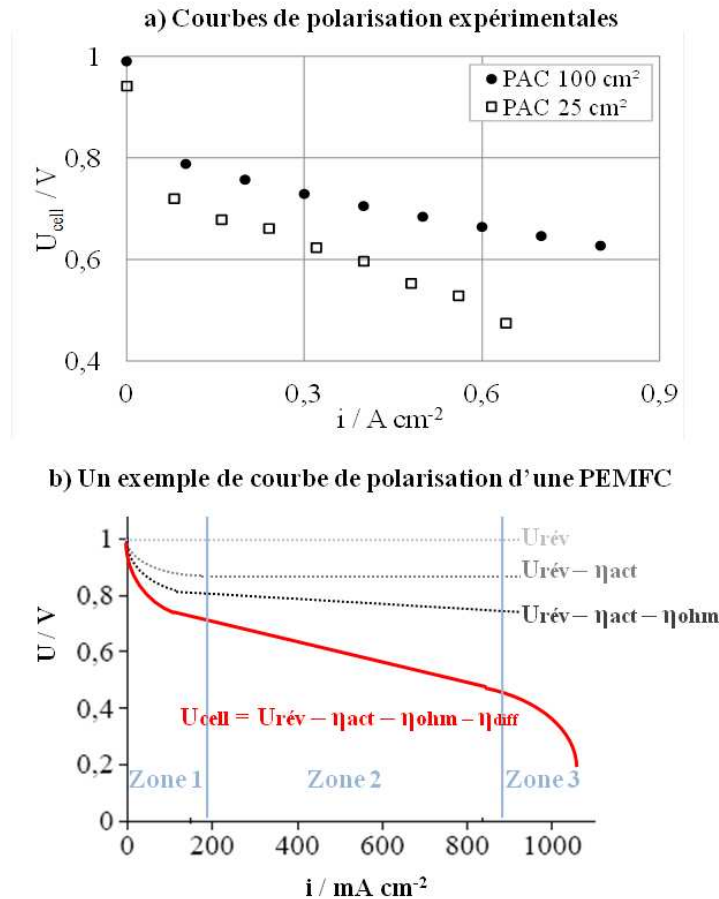 a) Courbes de polarisation expérimentales
1
0,8
0,6
0,4
U_cell / V
● PAC 100 cm²
□ PAC 25 cm²
0
0,3
0,6
0,9
i / A cm⁻²
b) Un exemple de courbe de polarisation d'une PEMFC
1
0,8
0,6
0,4
0,2
0
U / V
Urév
Urév – ηact
Urév – ηact – ηohm
Ucell = Urév – ηact – ηohm – ηdiff
Zone 1
Zone 2
Zone 3
0
200
400
600
800
1000
i / mA cm⁻²